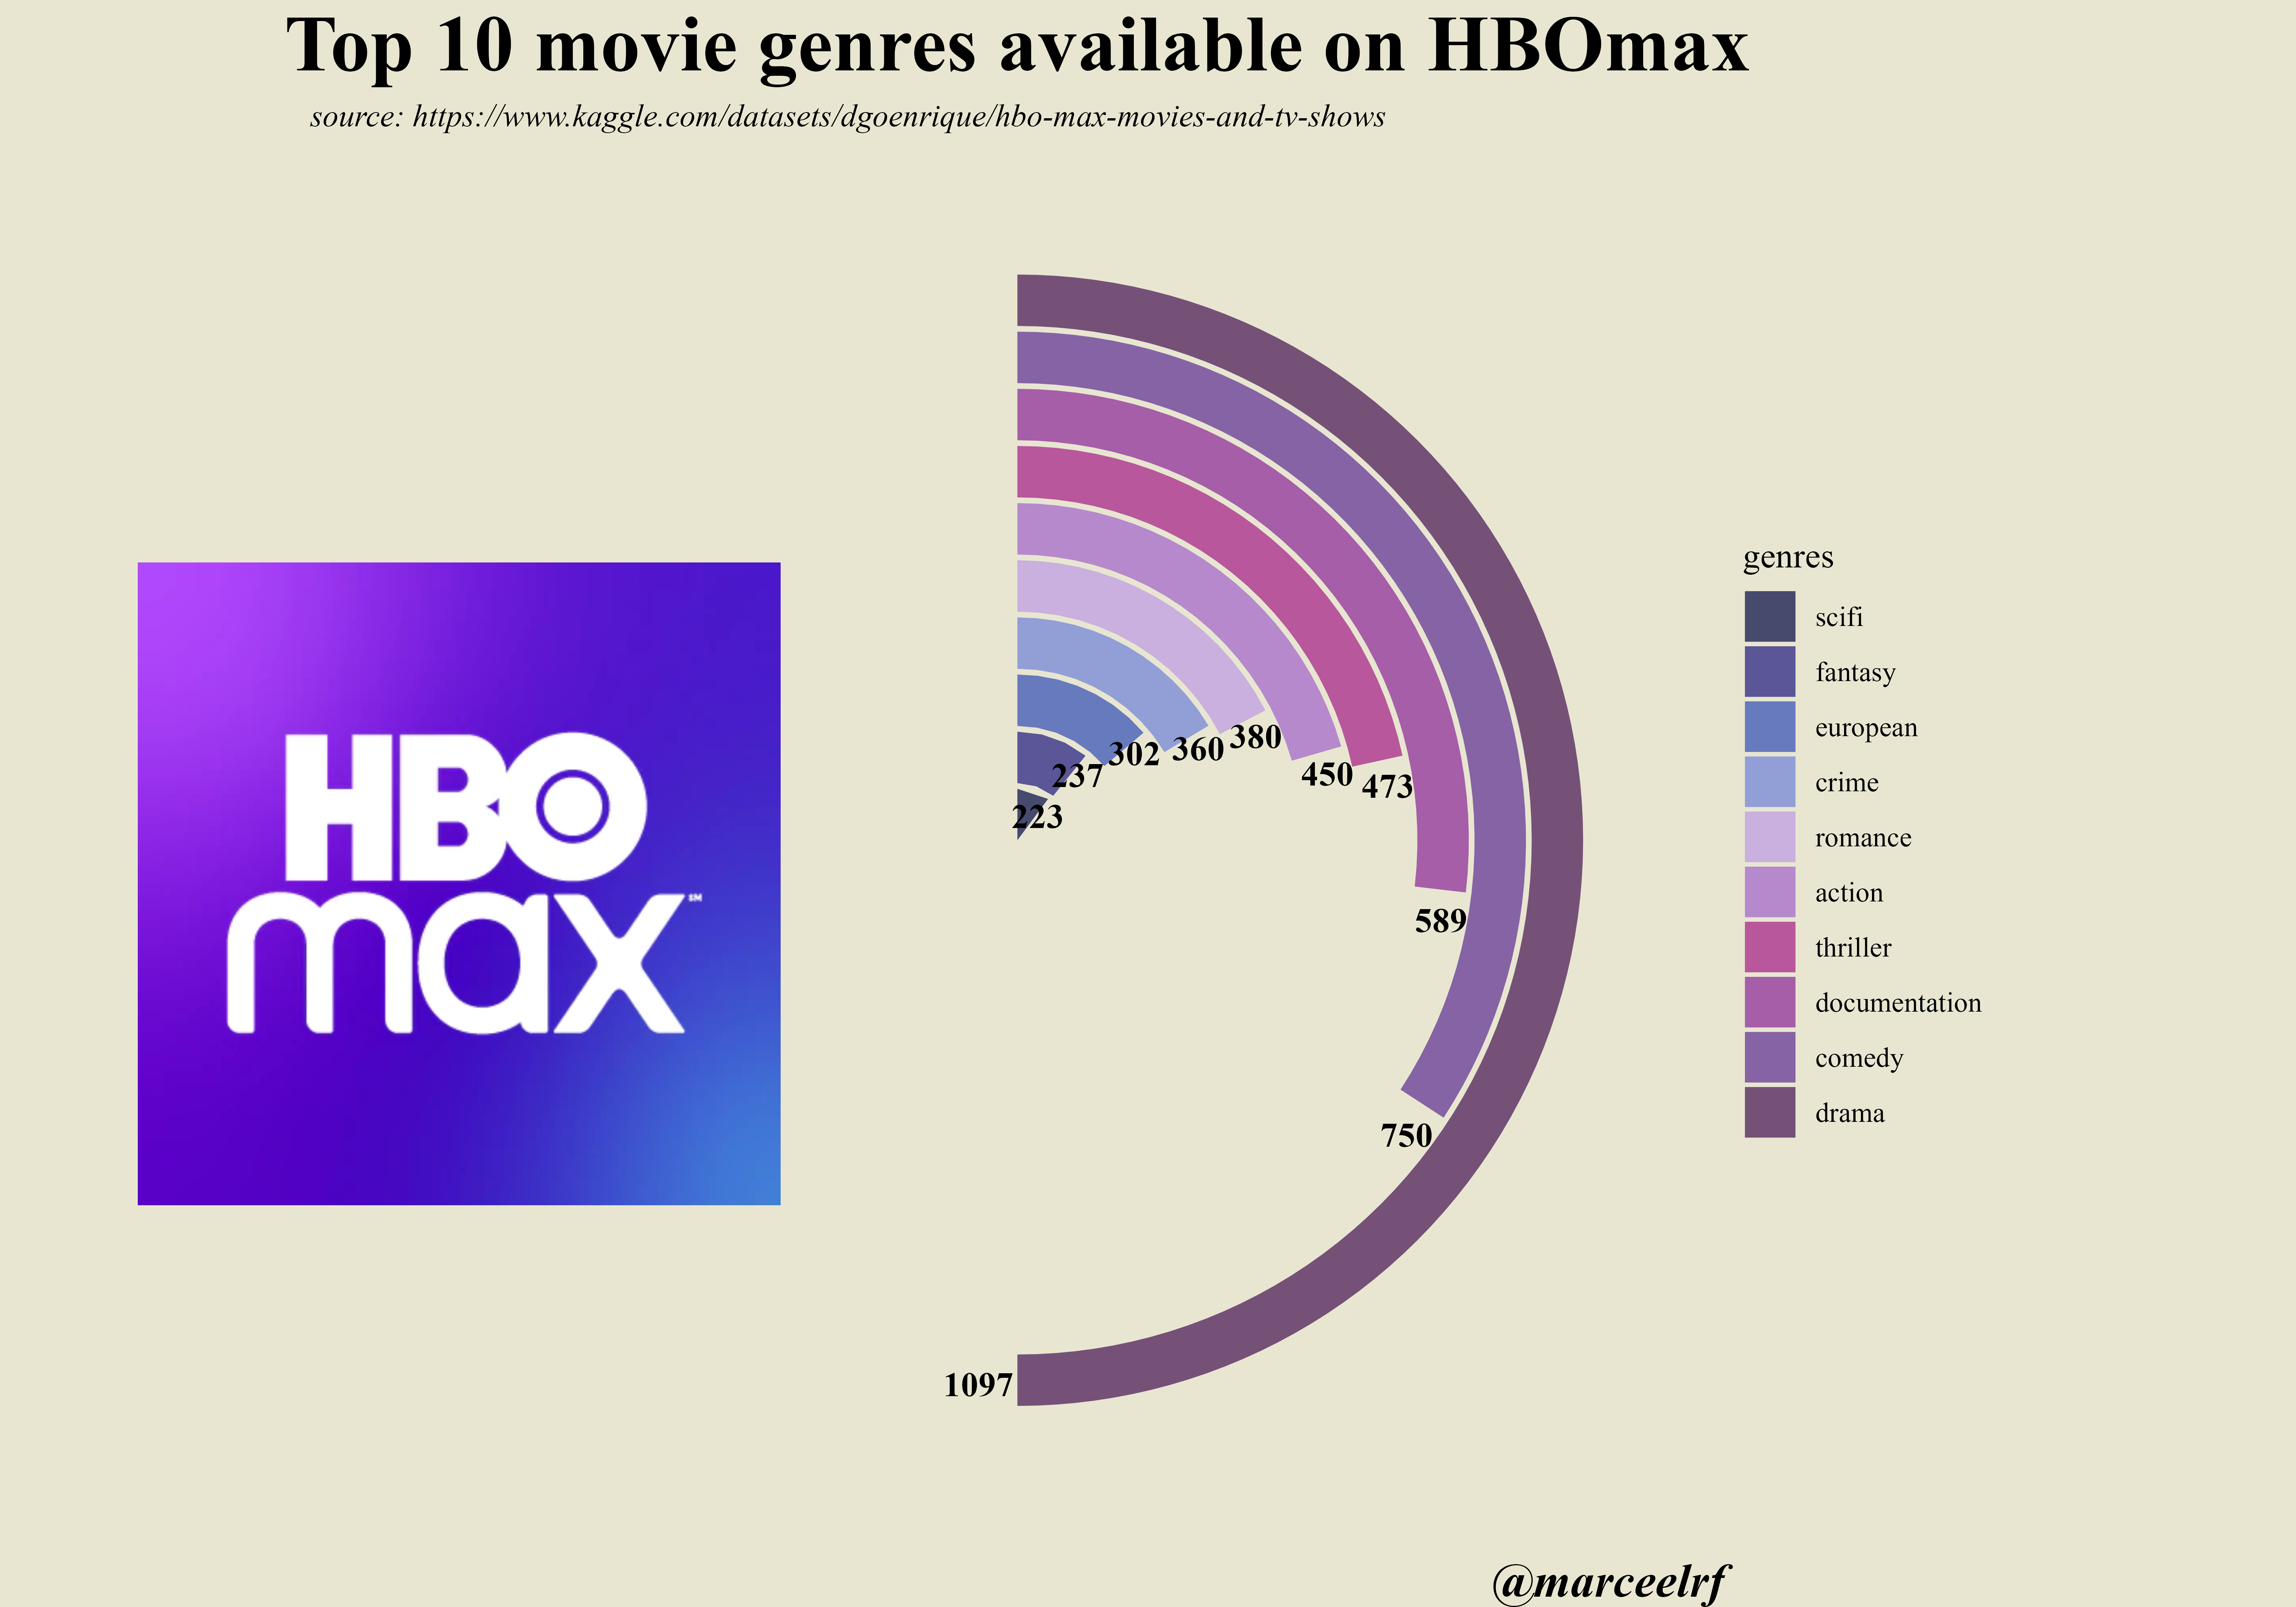 Top 10 movie genres available on HBOmax
source: https://www.kaggle.com/datasets/dgoenrique/hbo-max-movies-and-tv-shows
HBO
max SM
380
302
360
237
450
473
223
589
750
1097
genres
scifi
fantasy
european
crime
romance
action
thriller
documentation
comedy
drama
@marceelrf